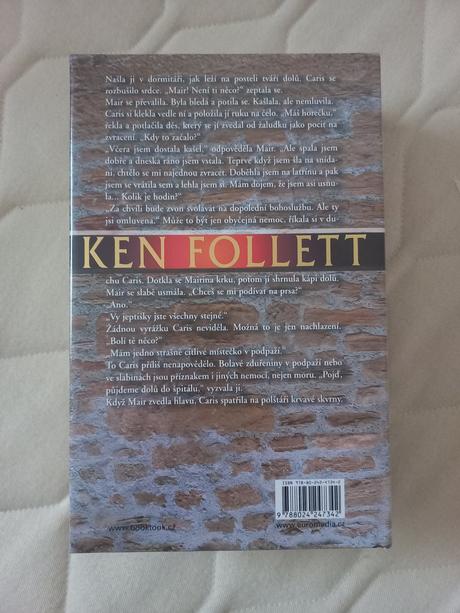 Našla ji v dormitáři, jak leží na posteli tváří dolů. Caris se
rozbušilo srdce. „Mair! Není ti něco?“ zeptala se.
Mair se převalila. Byla bledá a potila se. Kašlala, ale nemluvila.
Caris si klekla vedle ní a položila jí ruku na čelo. „Máš horečku,“
řekla a potlačila děs, který se jí zvedal od žaludku jako pocit na
zvracení. „Kdy to začalo?“
„Včera jsem dostala kašel,“ odpověděla Mair. „Ale spala jsem
dobře a dneska ráno jsem vstala. Teprve když jsem šla na snída-
ni, chtělo se mi najednou zvracet. Doběhla jsem na latrínu a pak
jsem se vrátila sem a lehla jsem si. Mám dojem, že jsem asi usnu-
la... Kolik je hodin?“
„Za chvíli bude zvon svolávat na dopolední bohoslužbu. Ale ty
jsi omluvena.“ Může to být jen obyčejná nemoc, říkala si v du-
KEN FOLLETT
chu Caris. Dotkla se Mairina krku, potom jí shrnula kápi dolů.
Mair se slabě usmála. „Chceš se mi podívat na prsa?“
„Ano.“
„Vy jeptišky jste všechny stejné.“
Žádnou vyrážku Caris neviděla. Možná to je jen nachlazení.
„Bolí tě něco?“
„Mám jedno strašně citlivé místečko v podpaží.“
To Caris příliš nenapovědělo. Bolavé zduřeniny v podpaží nebo
ve slabinách jsou příznakem i jiných nemocí, nejen moru. „Pojď,
půjdeme dolů do špitálu,“ vyzvala ji.
Když Mair zvedla hlavu, Caris spatřila na polštáři krvavé skvrny.
ISBN 978-80-242-4734-2
9 788024 247342
www.booktook.cz
www.euromedia.cz